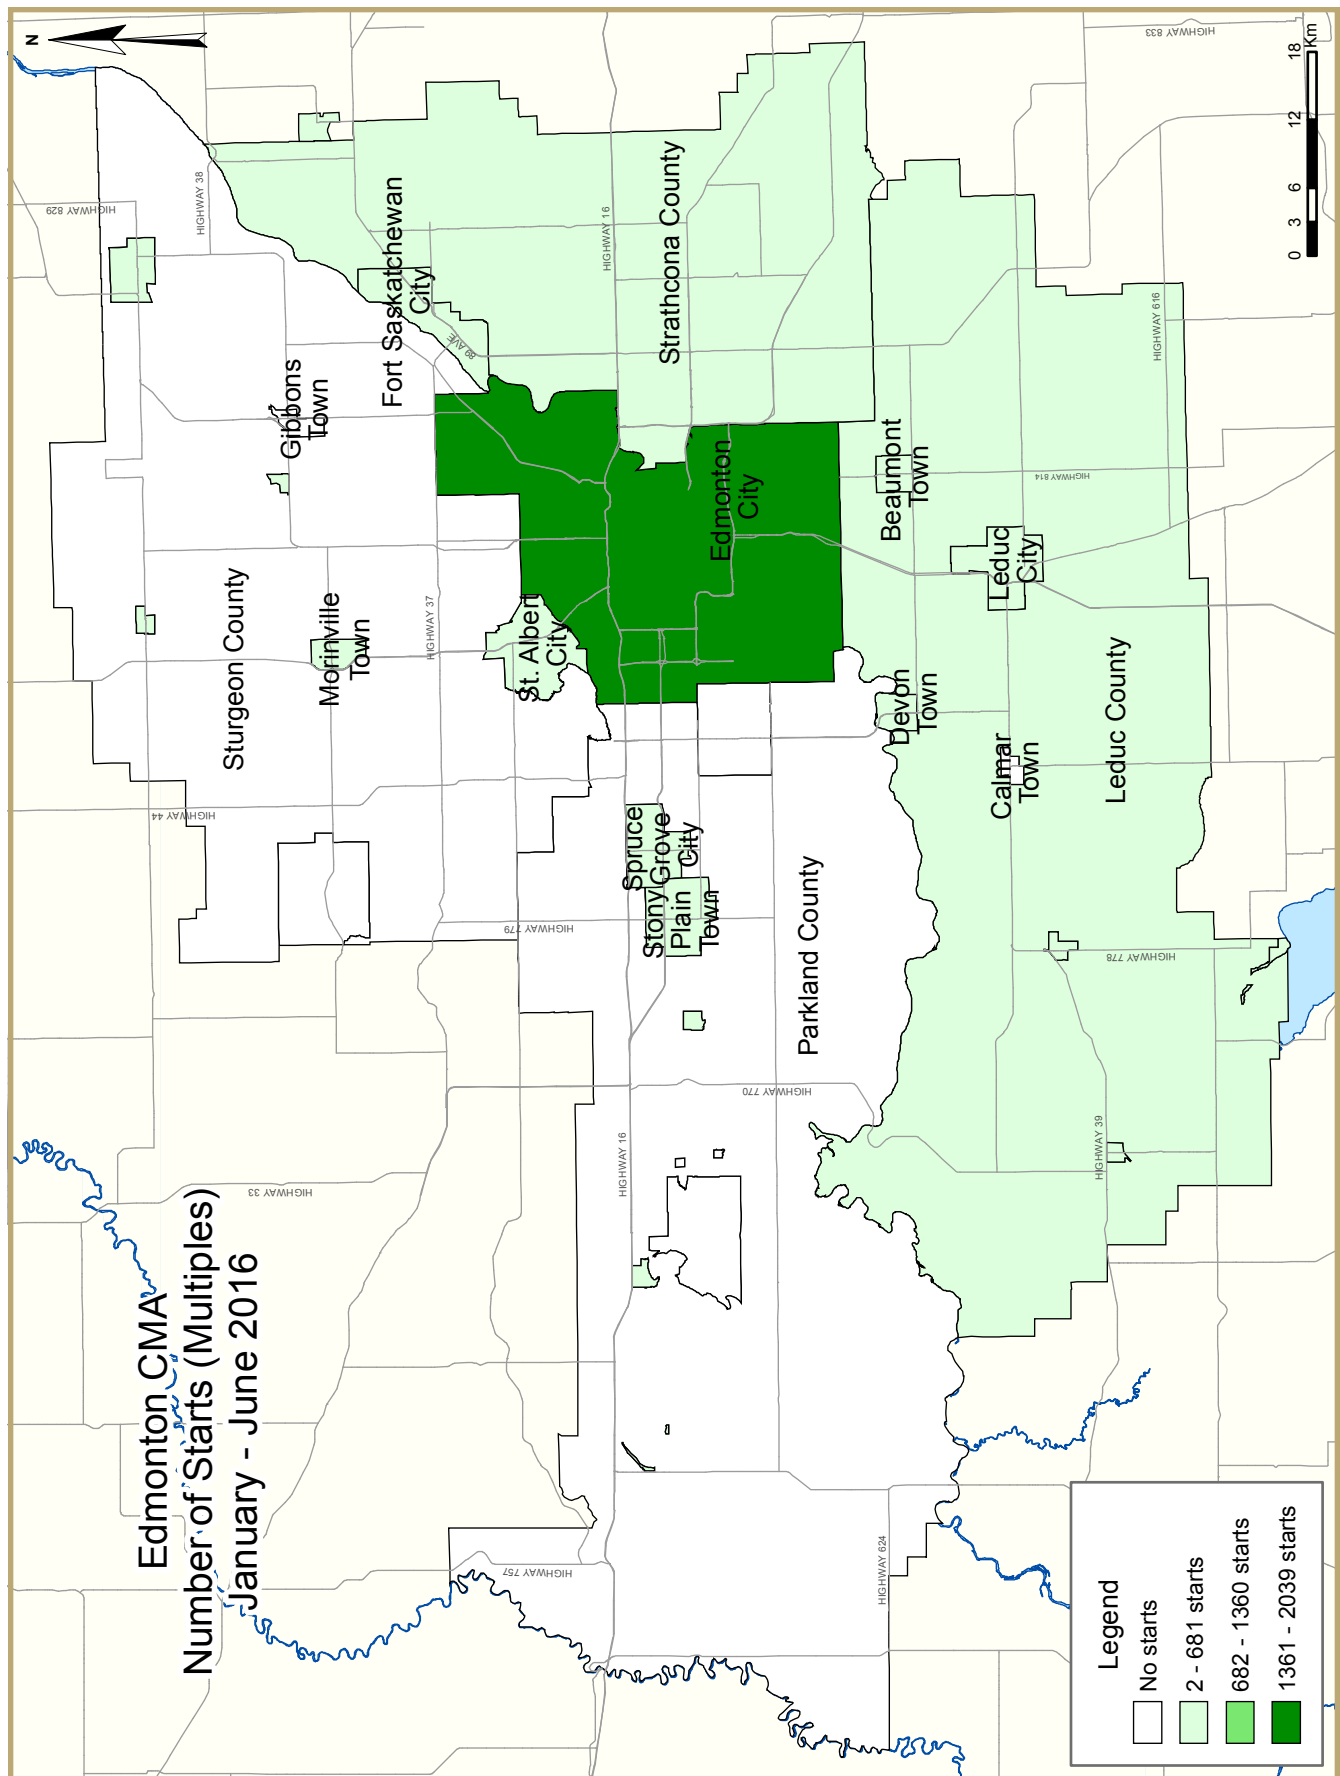 Edmonton CMA
Number of Starts (Multiples)
January - June 2016
N
HIGHWAY 757
HIGHWAY 33
HIGHWAY 44
HIGHWAY 829
HIGHWAY 38
HIGHWAY 833
Sturgeon County
Gibbons
Town
Morinville
Town
Fort Saskatchewan
City
HIGHWAY 37
89 AVE
St. Albert
City
HIGHWAY 779
HIGHWAY 16
HIGHWAY 16
Strathcona County
Spruce
Grove
City
Stony
Plain
Town
Edmonton
City
HIGHWAY 770
Parkland County
HIGHWAY 624
Devon
Town
Beaumont
Town
Calmar
Town
Leduc
City
HIGHWAY 814
HIGHWAY 39
Leduc County
HIGHWAY 778
HIGHWAY 616
Legend
No starts
2 - 681 starts
682 - 1360 starts
1361 - 2039 starts
0 3 6 12 18
Km